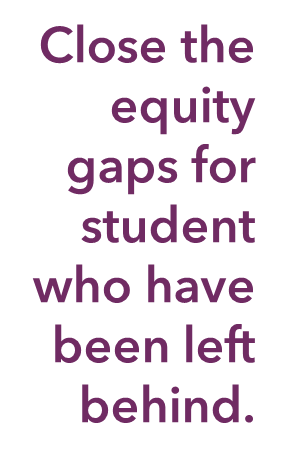 Close the
equity
gaps for
student
who have
been left
behind.